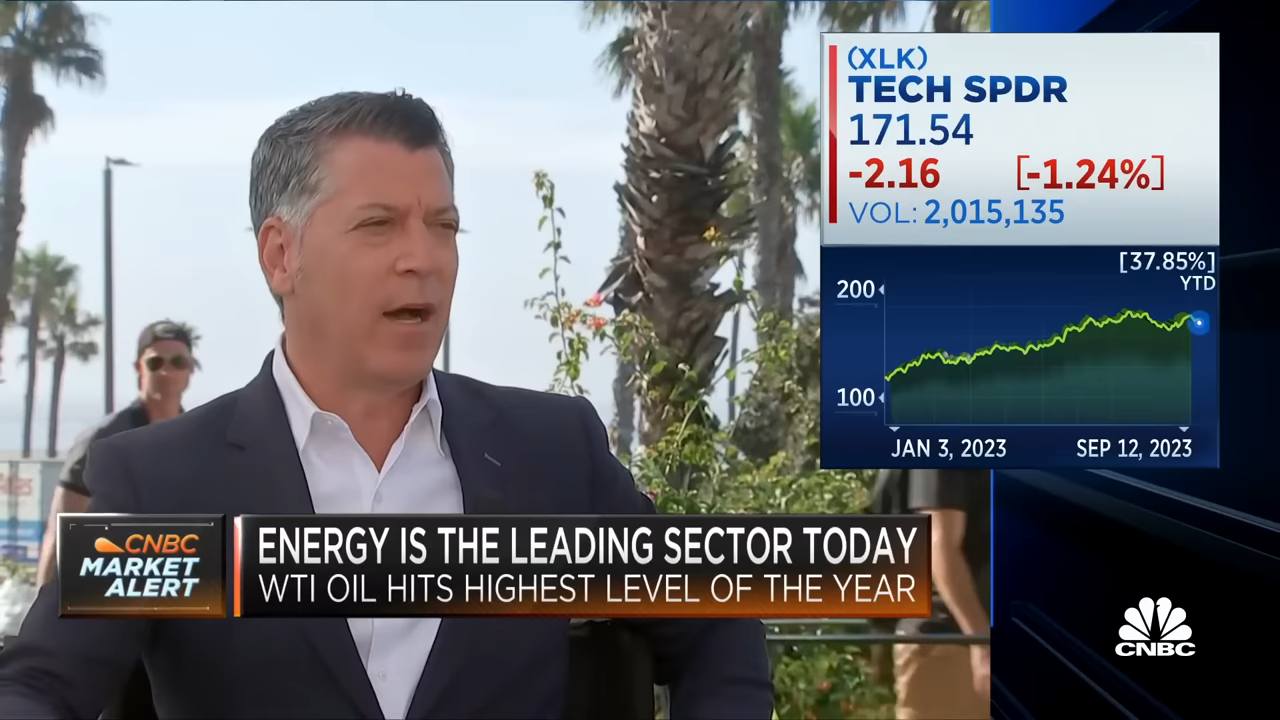 (XLK)
TECH SPDR
171.54
-2.16 [-1.24%]
VOL: 2,015,135
[37.85%]
YTD
200
100
JAN 3, 2023 SEP 12, 2023
CNBC
MARKET
ALERT
ENERGY IS THE LEADING SECTOR TODAY
WTI OIL HITS HIGHEST LEVEL OF THE YEAR
CNBC